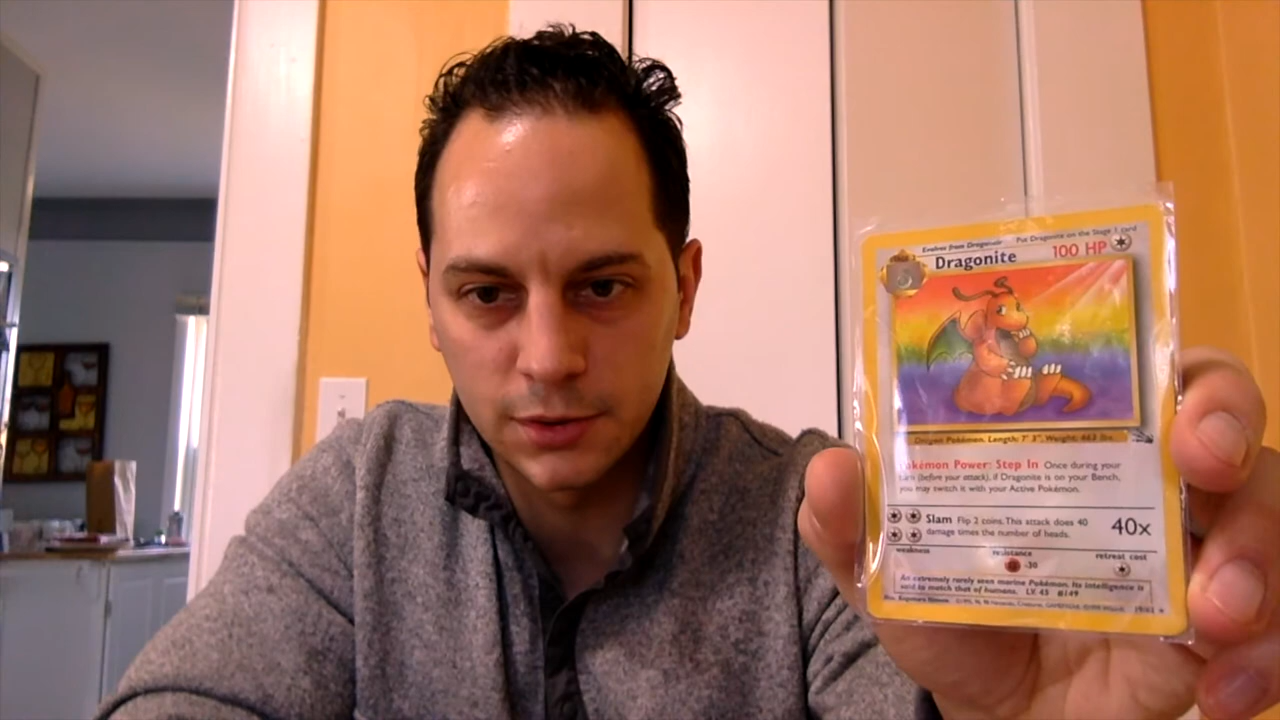 Evolves from Dragonair Put Dragonite on the Stage 1 card
STAGE 2
Dragonite 100 HP
Dragon Pokémon. Length: 7' 3", Weight: 463 lbs.
Pokémon Power: Step In Once during your
turn (before your attack), if Dragonite is on your Bench,
you may switch it with your Active Pokémon.
Slam Flip 2 coins. This attack does 40
damage times the number of heads.
40x
weakness resistance retreat cost
-30
An extremely rarely seen marine Pokémon. Its intelligence is
said to match that of humans. LV. 45 #149